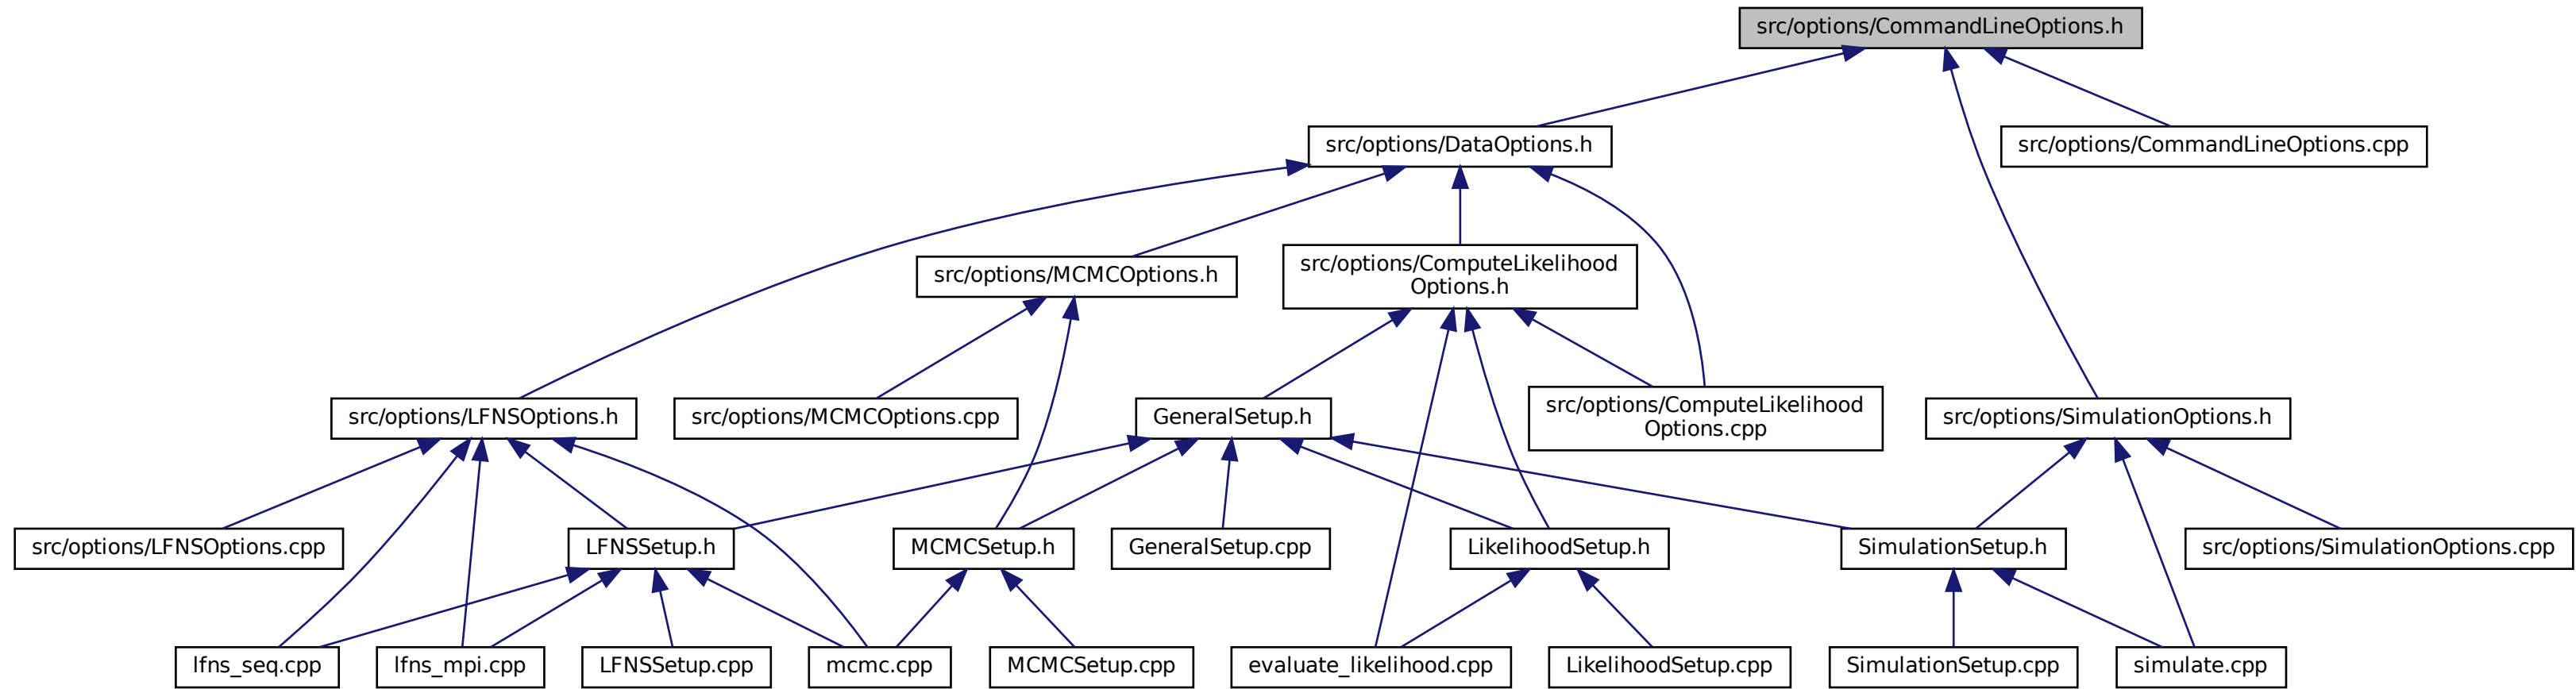 src/options/CommandLineOptions.h
src/options/DataOptions.h
src/options/CommandLineOptions.cpp
src/options/MCMCOptions.h
src/options/ComputeLikelihood
Options.h
src/options/LFNSOptions.h
src/options/MCMCOptions.cpp
GeneralSetup.h
src/options/ComputeLikelihood
Options.cpp
src/options/SimulationOptions.h
src/options/LFNSOptions.cpp
LFNSSetup.h
MCMCSetup.h
GeneralSetup.cpp
LikelihoodSetup.h
SimulationSetup.h
src/options/SimulationOptions.cpp
lfns_seq.cpp
lfns_mpi.cpp
LFNSSetup.cpp
mcmc.cpp
MCMCSetup.cpp
evaluate_likelihood.cpp
LikelihoodSetup.cpp
SimulationSetup.cpp
simulate.cpp